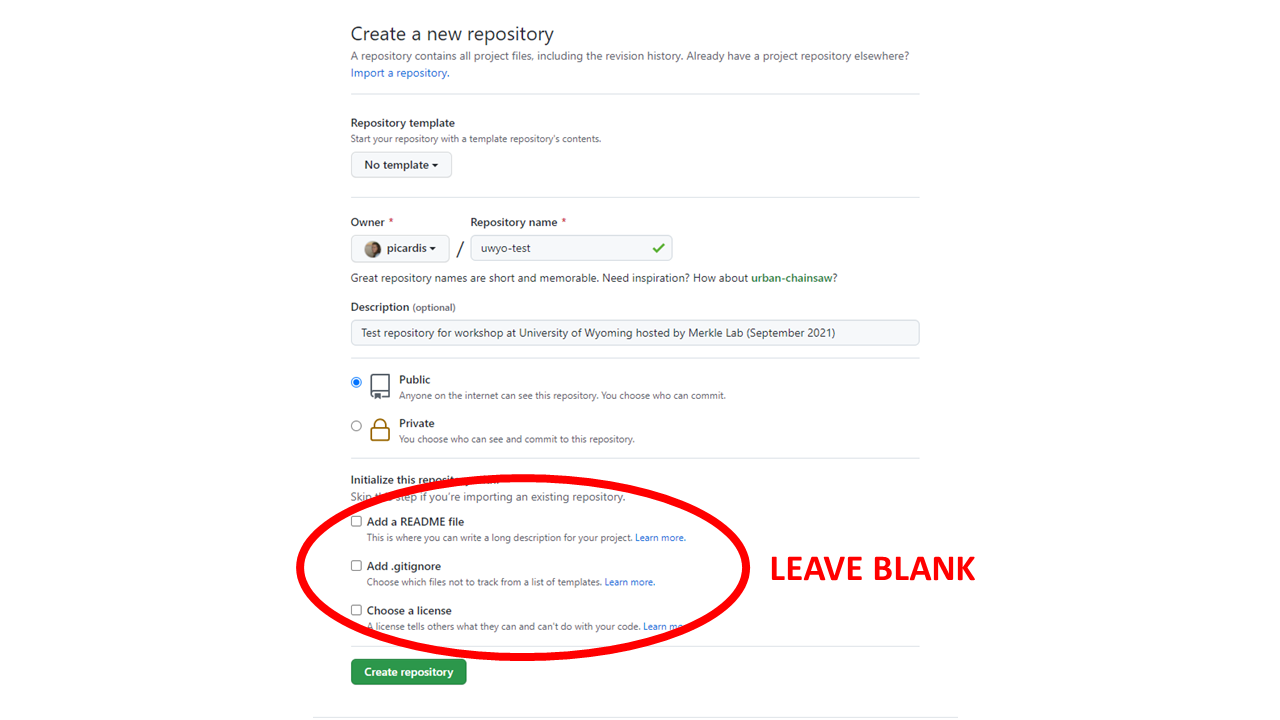 Create a new repository
A repository contains all project files, including the revision history. Already have a project repository elsewhere?
Import a repository.
Repository template
Start your repository with a template repository's contents.
No template
Owner *
Repository name *
picardis
/
uwyo-test
Great repository names are short and memorable. Need inspiration? How about urban-chainsaw?
Description (optional)
Test repository for workshop at University of Wyoming hosted by Merkle Lab (September 2021)
Public
Anyone on the internet can see this repository. You choose who can commit.
Private
You choose who can see and commit to this repository.
Initialize this repository
Skip this step if you're importing an existing repository.
Add a README file
This is where you can write a long description for your project. Learn more.
Add .gitignore
Choose which files not to track from a list of templates. Learn more.
LEAVE BLANK
Choose a license
A license tells others what they can and can't do with your code. Learn
Create repository